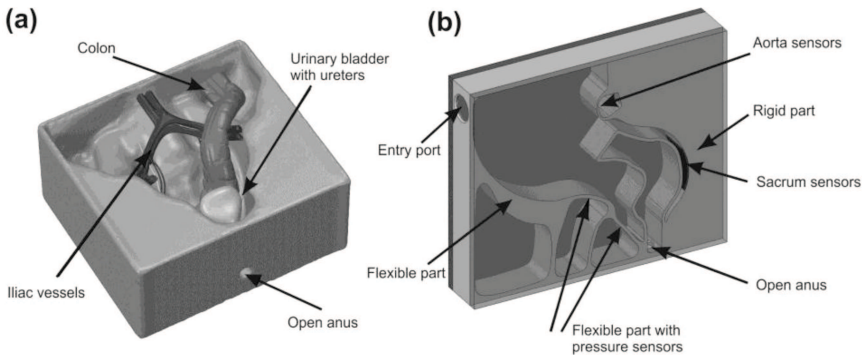 (a)
Colon
Urinary bladder
with ureters
Iliac vessels
Open anus
(b)
Aorta sensors
Rigid part
Entry port
Sacrum sensors
Flexible part
Open anus
Flexible part with
pressure sensors